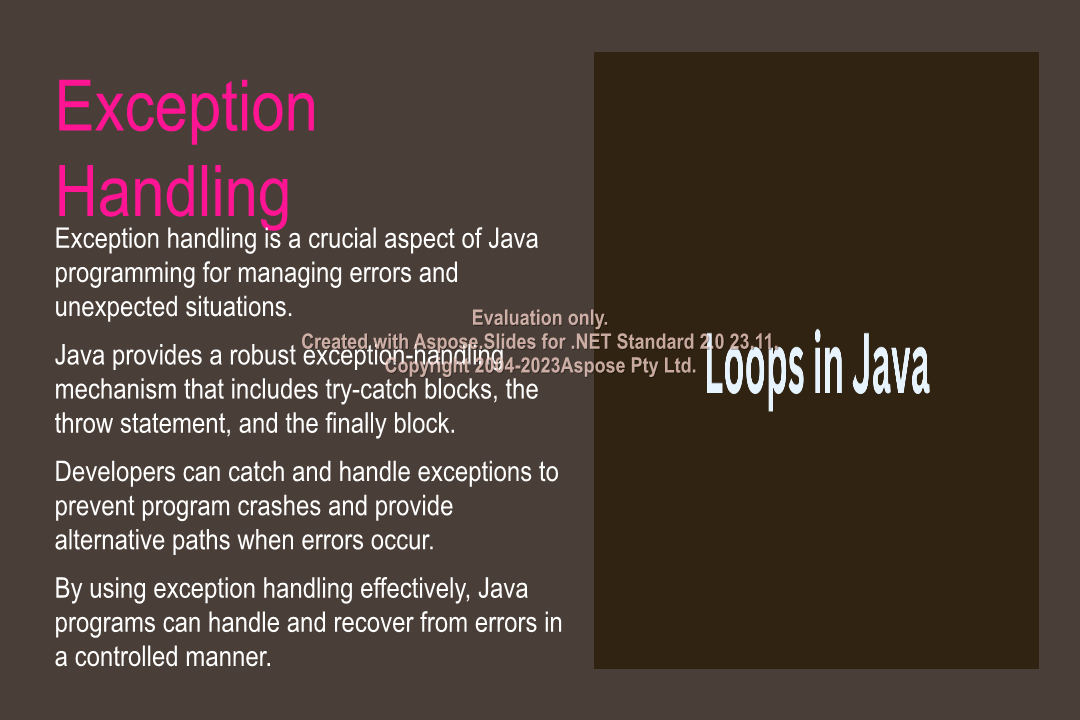 Exception
Handling
Exception handling is a crucial aspect of Java
programming for managing errors and
unexpected situations.
Java provides a robust exception-handling
mechanism that includes try-catch blocks, the
throw statement, and the finally block.
Developers can catch and handle exceptions to
prevent program crashes and provide
alternative paths when errors occur.
By using exception handling effectively, Java
programs can handle and recover from errors in
a controlled manner.
Evaluation only.
Created with Aspose.Slides for .NET Standard 2.0 23.11.
Copyright 2004-2023Aspose Pty Ltd.
Loops in Java